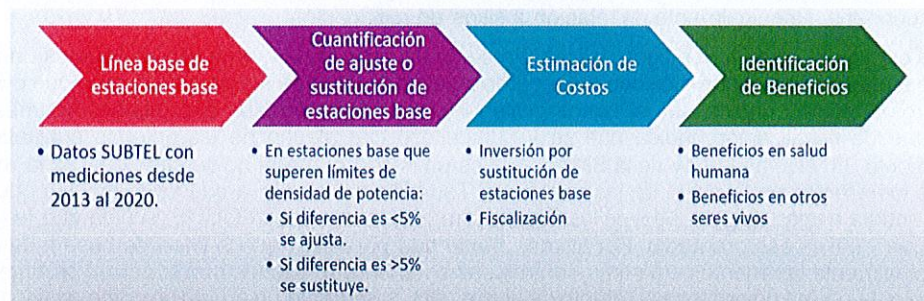 Línea base de
estaciones base
Cuantificación
de ajuste o
sustitución de
estaciones base
Estimación de
Costos
Identificación
de Beneficios
• Datos SUBTEL con
mediciones desde
2013 al 2020.
• En estaciones base que
superen límites de
densidad de potencia:
• Si diferencia es <5%
se ajusta.
• Si diferencia es >5%
se sustituye.
• Inversión por
sustitución de
estaciones base
• Fiscalización
• Beneficios en salud
humana
• Beneficios en otros
seres vivos